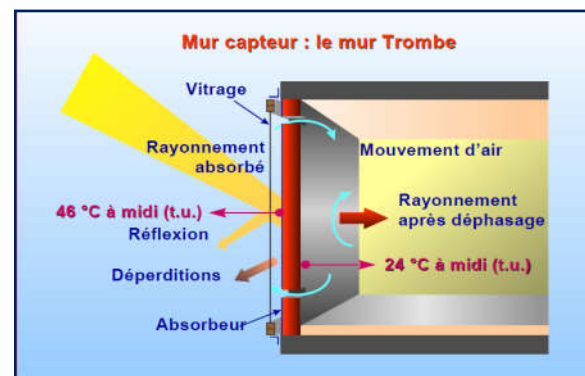 Mur capteur : le mur Trombe
Vitrage
Rayonnement
absorbé
Mouvement d'air
46 °C à midi (t.u.)
Rayonnement
après déphasage
Réflexion
Déperditions
24 °C à midi (t.u.)
Absorbeur